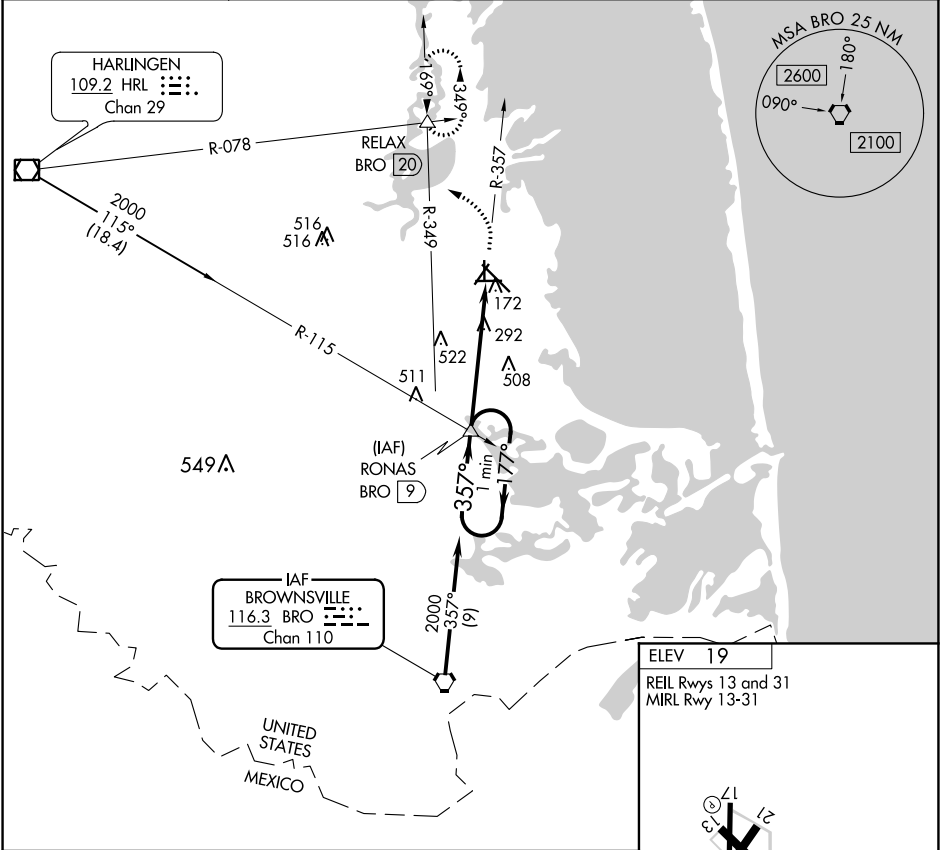 HARLINGEN
109.2 HRL
Chan 29
MSA BRO 25 NM
2600
180°
090°
2100
169°
349°
RELAX
BRO 20
R-078
R-357
R-349
2000
115°
(18.4)
516
516
172
292
R-115
522
508
511
(IAF)
RONAS
BRO 9
357°
1 min
177°
549
IAF
BROWNSVILLE
116.3 BRO
Chan 110
2000
357°
(9)
UNITED
STATES
MEXICO
ELEV 19
REIL Rwys 13 and 31
MIRL Rwy 13-31
P
17
13
21